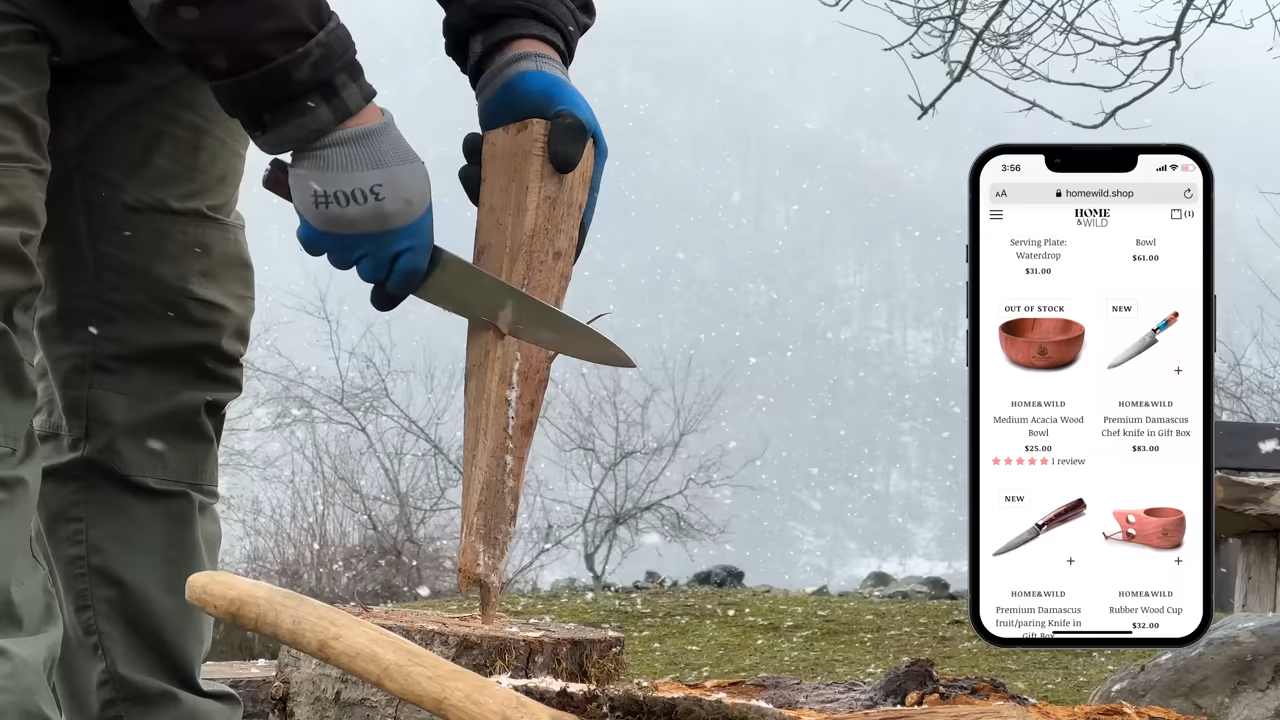 300#
3:56
AA
homewild.shop
HOME
&WILD
(1)
Serving Plate:
Waterdrop
$31.00
Bowl
$61.00
OUT OF STOCK
HOME&WILD
Medium Acacia Wood
Bowl
$25.00
1 review
NEW
HOME&WILD
Premium Damascus
Chef knife in Gift Box
$83.00
NEW
HOME&WILD
Premium Damascus
fruit/paring Knife in
Gift Box
HOME&WILD
Rubber Wood Cup
$32.00